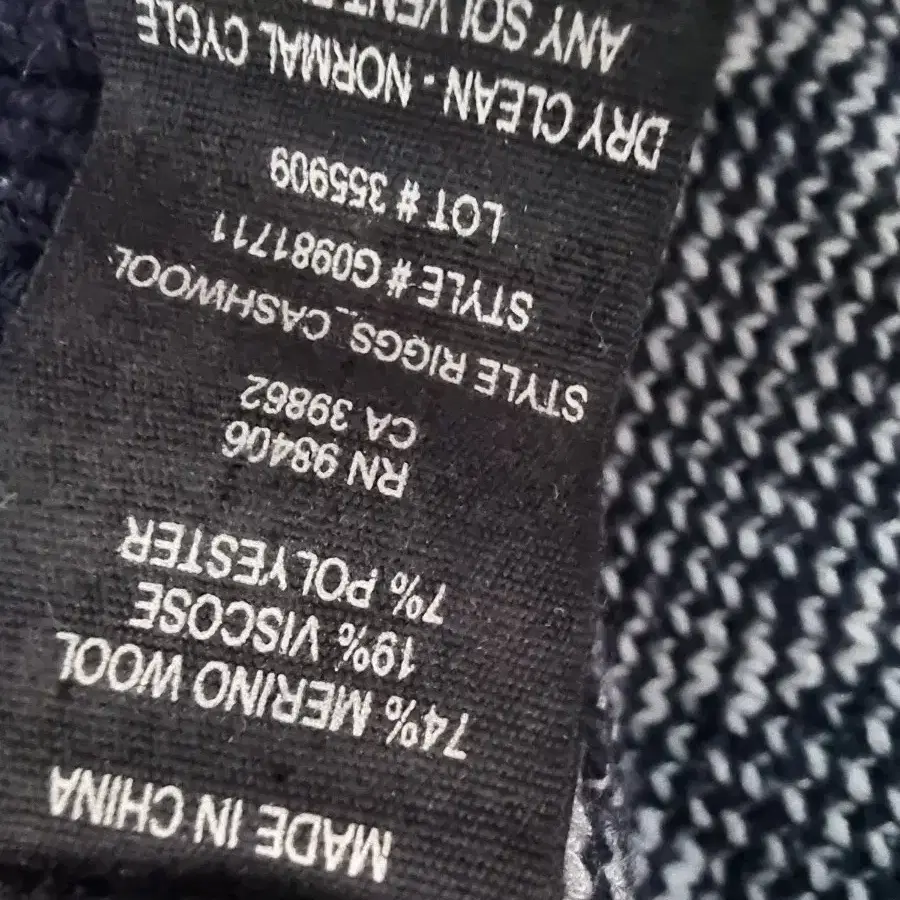 MADE IN CHINA
74% MERINO WOOL
19% VISCOSE
7% POLYESTER
RN 98406
CA 39862
STYLE RIGGS_CASHWOOL
STYLE # G0981711
LOT # 355909
DRY CLEAN - NORMAL CYCLE
ANY SOLVENT